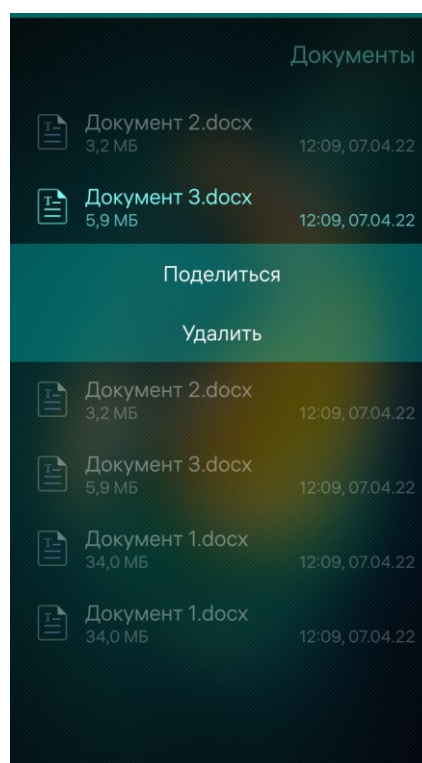 Документы
Документ 2.docx
3,2 МБ 12:09, 07.04.22
Документ 3.docx
5,9 МБ 12:09, 07.04.22
Поделиться
Удалить
Документ 2.docx
3,2 МБ 12:09, 07.04.22
Документ 3.docx
5,9 МБ 12:09, 07.04.22
Документ 1.docx
34,0 МБ 12:09, 07.04.22
Документ 1.docx
34,0 МБ 12:09, 07.04.22